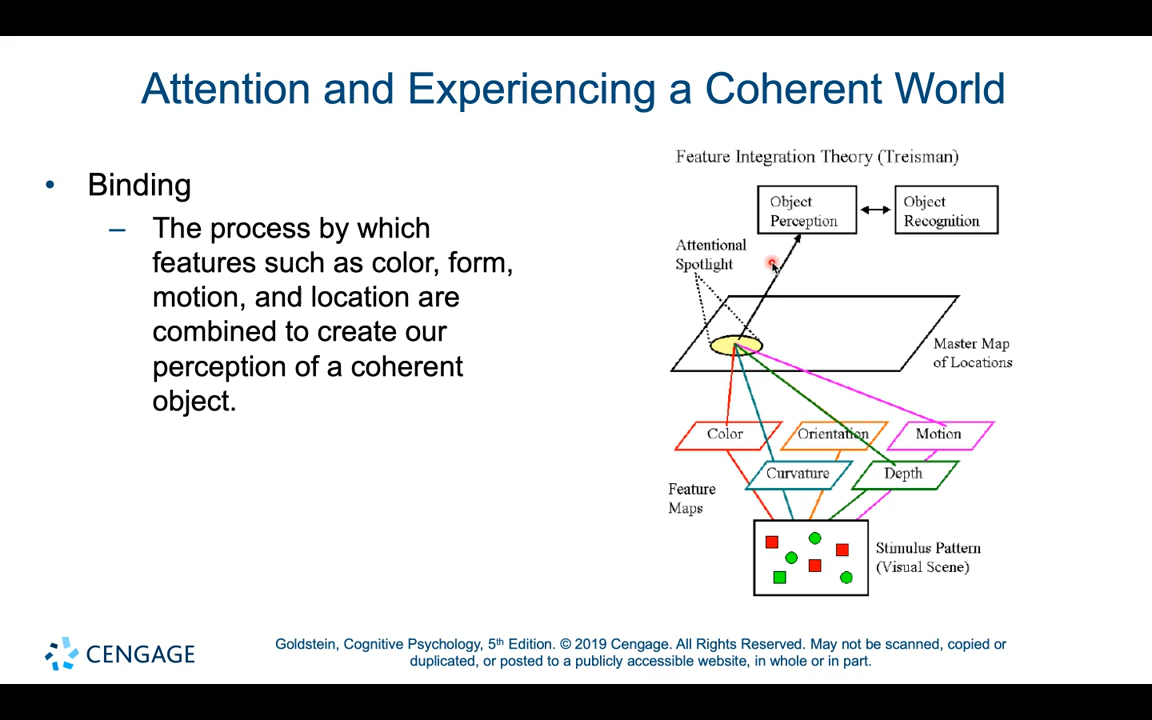 Attention and Experiencing a Coherent World
• Binding
– The process by which
features such as color, form,
motion, and location are
combined to create our
perception of a coherent
object.
Feature Integration Theory (Treisman)
Object
Perception
Object
Recognition
Attentional
Spotlight
Master Map
of Locations
Color
Orientation
Motion
Curvature
Depth
Feature
Maps
Stimulus Pattern
(Visual Scene)
CENGAGE
Goldstein, Cognitive Psychology, 5th Edition. © 2019 Cengage. All Rights Reserved. May not be scanned, copied or
duplicated, or posted to a publicly accessible website, in whole or in part.